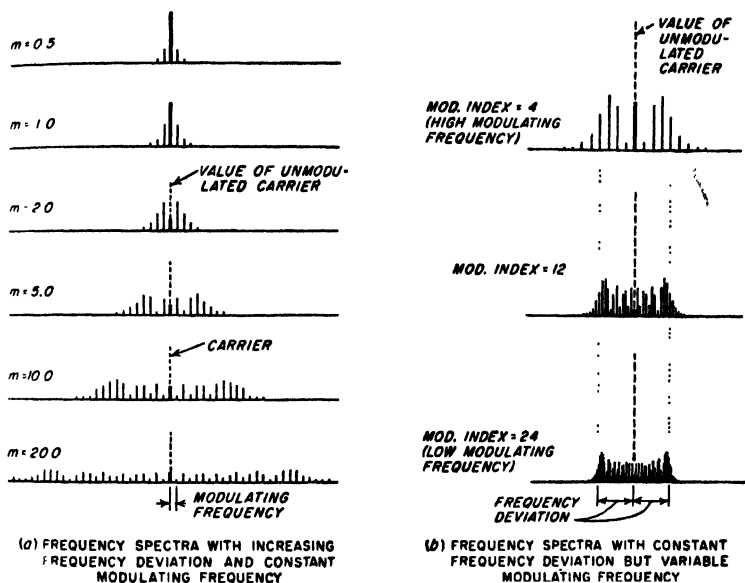 (a)
m = 0.5
m = 1.0
VALUE OF UNMODU-
LATED CARRIER
m - 2.0
m = 5.0
CARRIER
m = 10.0
m = 20.0
MODULATING
FREQUENCY
(a) FREQUENCY SPECTRA WITH INCREASING
FREQUENCY DEVIATION AND CONSTANT
MODULATING FREQUENCY
(b)
VALUE OF
UNMODU-
LATED
CARRIER
MOD. INDEX = 4
(HIGH MODULATING
FREQUENCY)
MOD. INDEX = 12
MOD. INDEX = 24
(LOW MODULATING
FREQUENCY)
FREQUENCY
DEVIATION
(b) FREQUENCY SPECTRA WITH CONSTANT
FREQUENCY DEVIATION BUT VARIABLE
MODULATING FREQUENCY